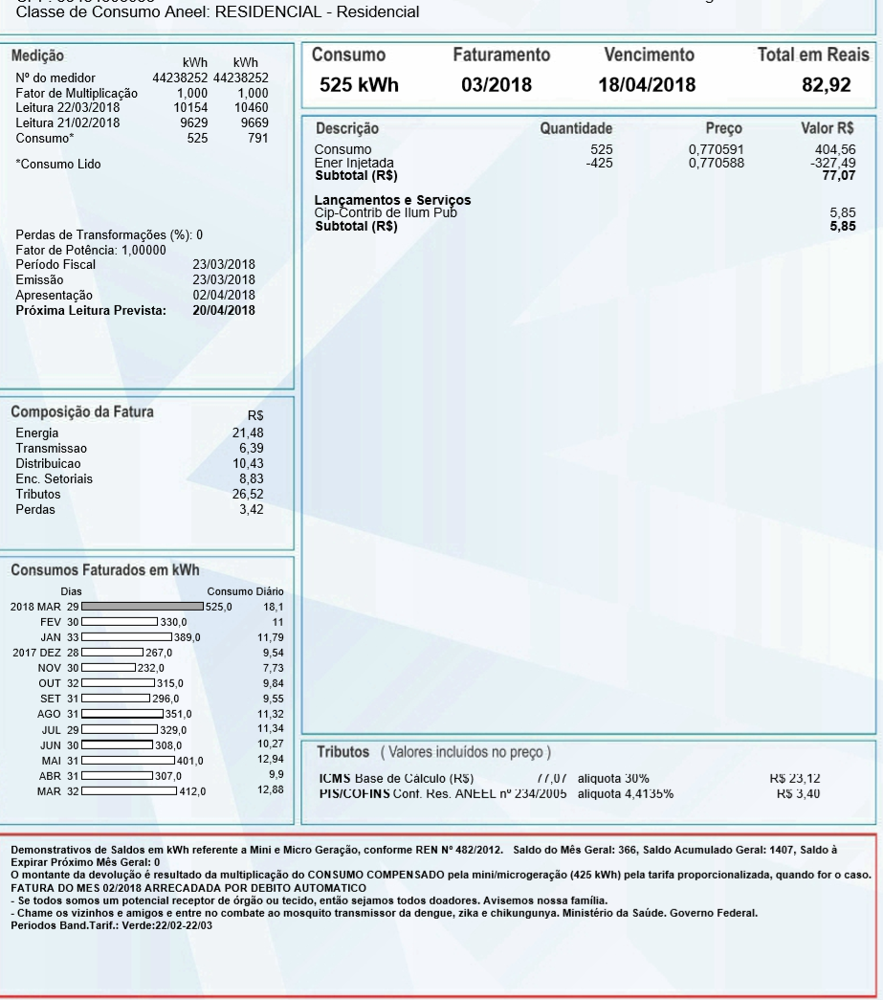 Classe de Consumo Aneel: RESIDENCIAL - Residencial
Medição
kWh kWh
Nº do medidor 44238252 44238252
Fator de Multiplicação 1,000 1,000
Leitura 22/03/2018 10154 10460
Leitura 21/02/2018 9629 9669
Consumo* 525 791
*Consumo Lido
Perdas de Transformações (%): 0
Fator de Potência: 1,00000
Período Fiscal 23/03/2018
Emissão 23/03/2018
Apresentação 02/04/2018
Próxima Leitura Prevista: 20/04/2018
Consumo Faturamento Vencimento Total em Reais
525 kWh 03/2018 18/04/2018 82,92
Descrição Quantidade Preço Valor R$
Consumo 525 0,770591 404,56
Ener Injetada -425 0,770588 -327,49
Subtotal (R$) 77,07
Lançamentos e Serviços
Cip-Contrib de Ilum Pub 5,85
Subtotal (R$) 5,85
Composição da Fatura R$
Energia 21,48
Transmissao 6,39
Distribuicao 10,43
Enc. Setoriais 8,83
Tributos 26,52
Perdas 3,42
Consumos Faturados em kWh
Dias Consumo Diário
2018 MAR 29 525,0 18,1
FEV 30 330,0 11
JAN 33 389,0 11,79
2017 DEZ 28 267,0 9,54
NOV 30 232,0 7,73
OUT 32 315,0 9,84
SET 31 296,0 9,55
AGO 31 351,0 11,32
JUL 29 329,0 11,34
JUN 30 308,0 10,27
MAI 31 401,0 12,94
ABR 31 307,0 9,9
MAR 32 412,0 12,88
Tributos ( Valores incluídos no preço )
ICMS Base de Cálculo (R$) 77,07 aliquota 30% R$ 23,12
PIS/COFINS Conf. Res. ANEEL nº 234/2005 aliquota 4,4135% R$ 3,40
Demonstrativos de Saldos em kWh referente a Mini e Micro Geração, conforme REN Nº 482/2012. Saldo do Mês Geral: 366, Saldo Acumulado Geral: 1407, Saldo à
Expirar Próximo Mês Geral: 0
O montante da devolução é resultado da multiplicação do CONSUMO COMPENSADO pela mini/microgeração (425 kWh) pela tarifa proporcionalizada, quando for o caso.
FATURA DO MES 02/2018 ARRECADADA POR DEBITO AUTOMATICO
- Se todos somos um potencial receptor de órgão ou tecido, então sejamos todos doadores. Avisemos nossa família.
- Chame os vizinhos e amigos e entre no combate ao mosquito transmissor da dengue, zika e chikungunya. Ministério da Saúde. Governo Federal.
Periodos Band.Tarif.: Verde:22/02-22/03